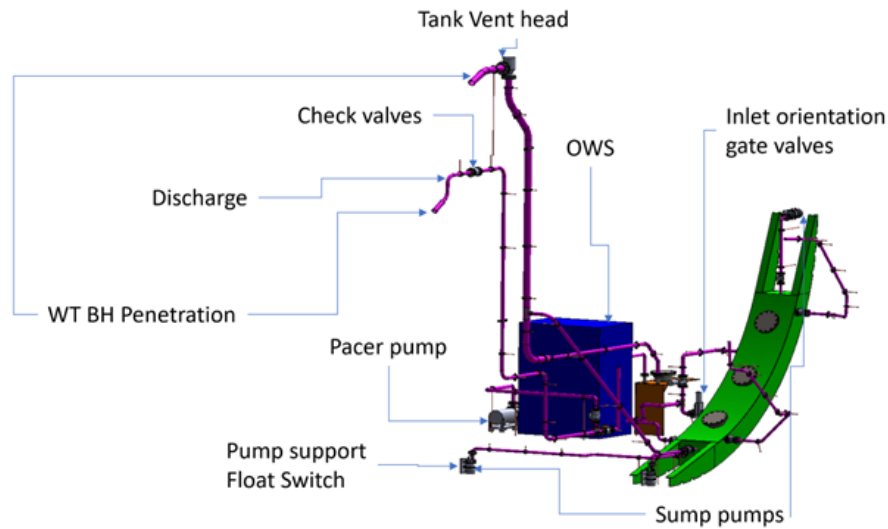 Tank Vent head
Check valves
Inlet orientation
gate valves
OWS
Discharge
WT BH Penetration
Pacer pump
Pump support
Float Switch
Sump pumps